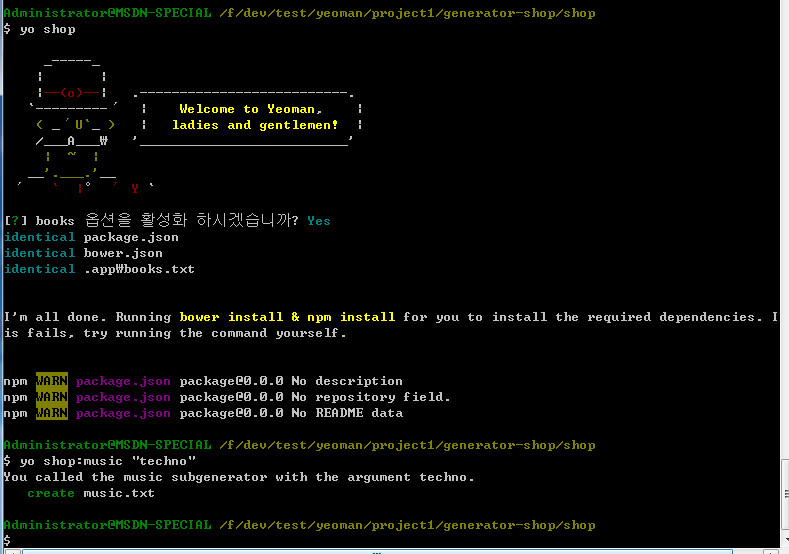 Administrator@MSDN-SPECIAL /f/dev/test/yeoman/project1/generator-shop/shop
$ yo shop
     _-----_
    |       |
    |--(o)--|   .--------------------------.
   `---------´  |    Welcome to Yeoman,    |
    ( _´U`_ )   |   ladies and gentlemen!  |
    /___A___₩   '__________________________'
     |  ~  |
   __'.___.'__
 ´   `  |° ´ Y `
[?] books 옵션을 활성화 하시겠습니까? Yes
identical package.json
identical bower.json
identical .app₩books.txt
I'm all done. Running bower install & npm install for you to install the required dependencies. I
is fails, try running the command yourself.
npm WARN package.json package@0.0.0 No description
npm WARN package.json package@0.0.0 No repository field.
npm WARN package.json package@0.0.0 No README data
Administrator@MSDN-SPECIAL /f/dev/test/yeoman/project1/generator-shop/shop
$ yo shop:music "techno"
You called the music subgenerator with the argument techno.
   create music.txt
Administrator@MSDN-SPECIAL /f/dev/test/yeoman/project1/generator-shop/shop
$